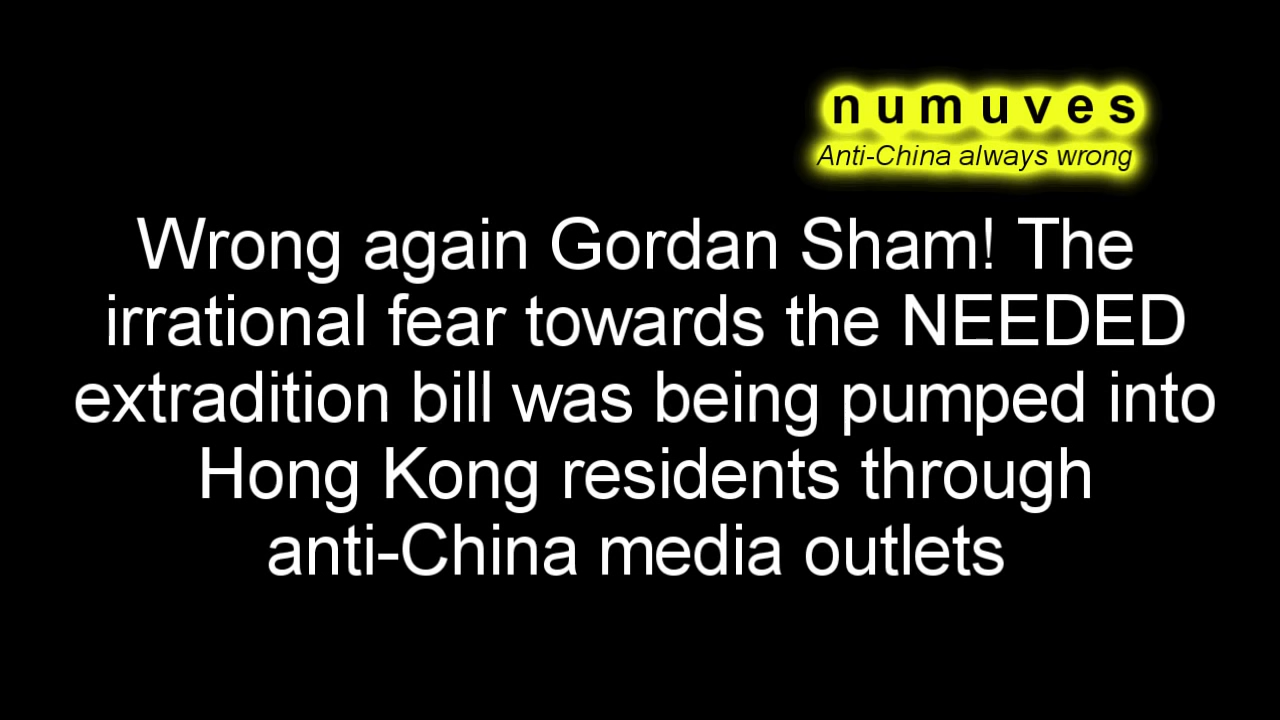 numuves
Anti-China always wrong
Wrong again Gordan Sham! The
irrational fear towards the NEEDED
extradition bill was being pumped into
Hong Kong residents through
anti-China media outlets